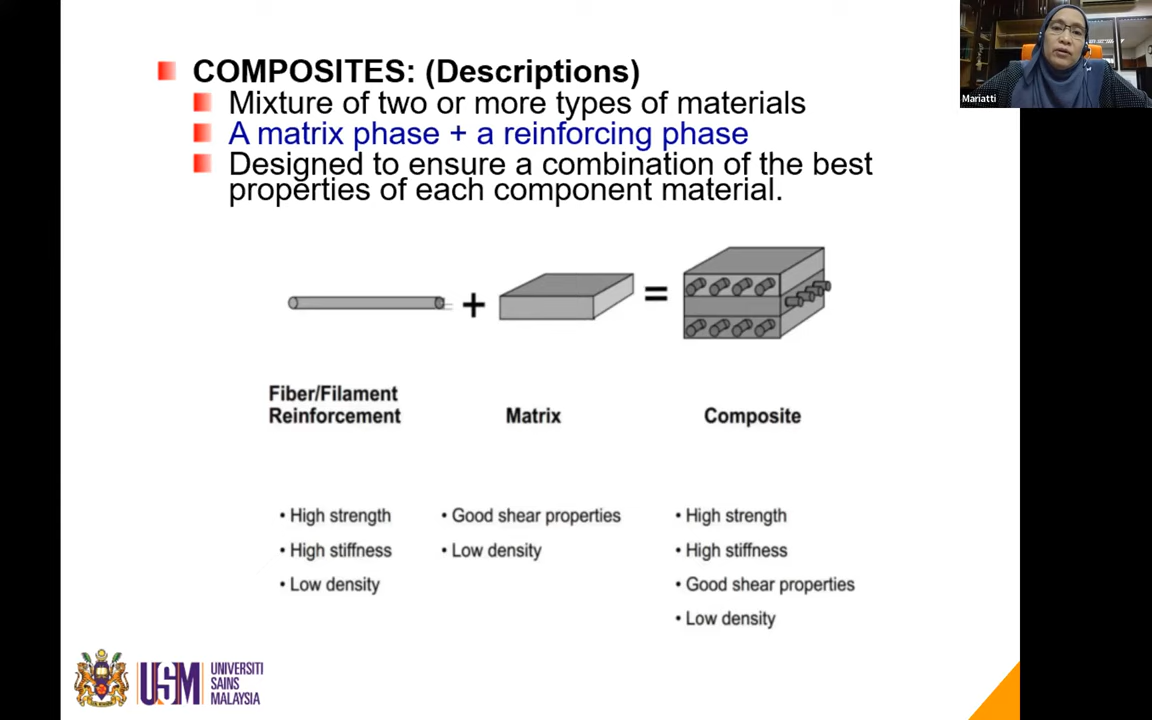 COMPOSITES: (Descriptions)
Mixture of two or more types of materials
A matrix phase + a reinforcing phase
Designed to ensure a combination of the best
properties of each component material.
Mariatti
+
=
Fiber/Filament
Reinforcement
Matrix
Composite
• High strength
• High stiffness
• Low density
• Good shear properties
• Low density
• High strength
• High stiffness
• Good shear properties
• Low density
USM
UNIVERSITI
SAINS
MALAYSIA